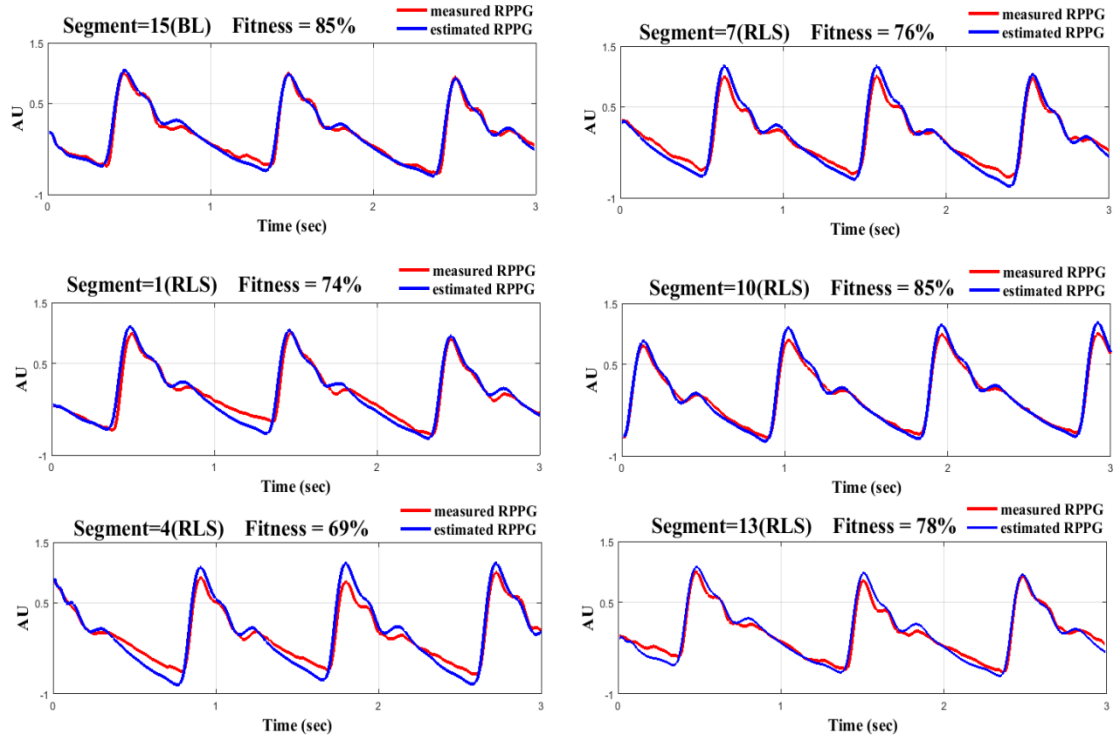 Segment=15(BL) Fitness = 85%
measured RPPG
estimated RPPG
1.5
0.5
-1
AU
0 1 2 3
Time (sec)
Segment=7(RLS) Fitness = 76%
measured RPPG
estimated RPPG
1.5
0.5
-1
AU
0 1 2 3
Time (sec)
Segment=1(RLS) Fitness = 74%
measured RPPG
estimated RPPG
1.5
0.5
-1
AU
0 1 2 3
Time (sec)
Segment=10(RLS) Fitness = 85%
measured RPPG
estimated RPPG
1.5
0.5
-1
AU
0 1 2 3
Time (sec)
Segment=4(RLS) Fitness = 69%
measured RPPG
estimated RPPG
1.5
0.5
-1
AU
0 1 2 3
Time (sec)
Segment=13(RLS) Fitness = 78%
measured RPPG
estimated RPPG
1.5
0.5
-1
AU
0 1 2 3
Time (sec)